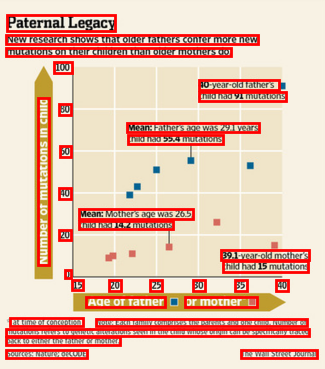 Paternal Legacy
New research shows that older fathers confer more new
mutations on their children than older mothers do
100
40-year-old father's
child had 91 mutations
80
Mean: Father's age was 29.1 years
Child had 55.4 mutations
60
Number of mutations in child
40
Mean: Mother's age was 26.5
Child had 14.2 mutations
20
39.1-year-old mother's
child had 15 mutations
0
15 20 25 30 35 40
Age of father or mother
*at time of conception Note: Each family comprises the parents and one child. Number of
mutations refers to genetic alterations seen in the child whose origin can be specifically traced
back to either the father or mother.
Sources: Nature; deCODE The Wall Street Journal